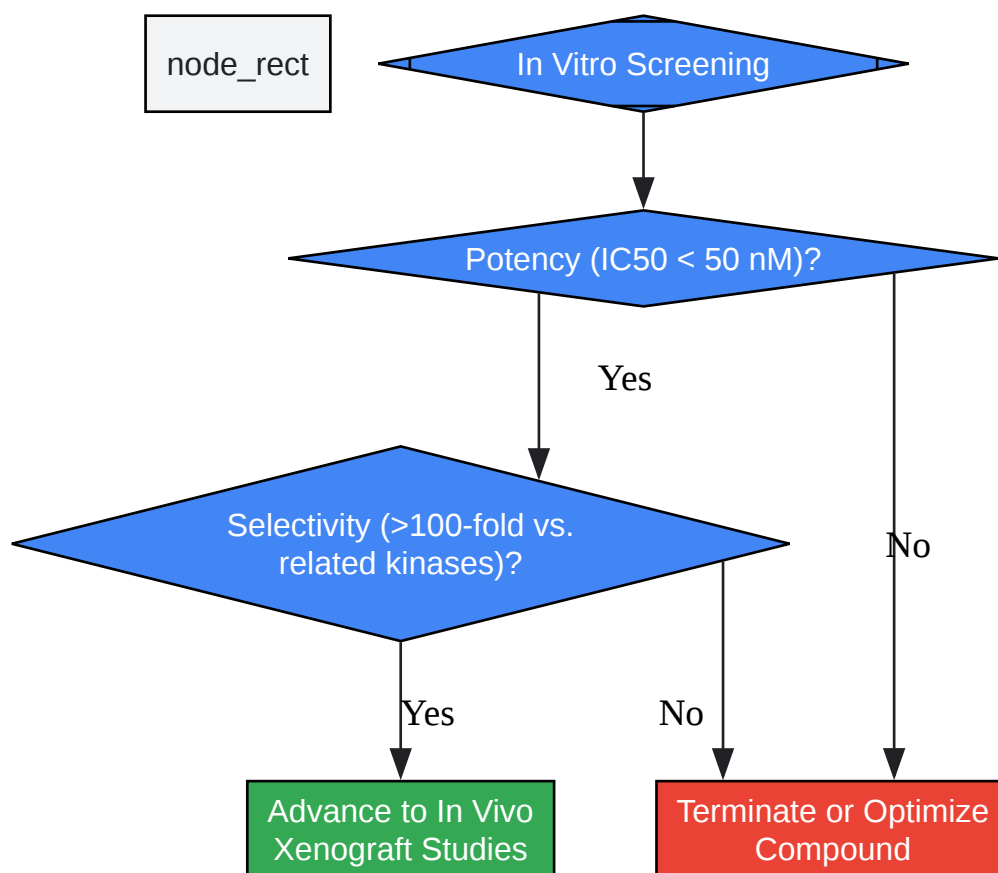 node_rect
In Vitro Screening
Potency (IC50 < 50 nM)?
Yes
Selectivity (>100-fold vs.
related kinases)?
No
Yes
No
Advance to In Vivo
Xenograft Studies
Terminate or Optimize
Compound